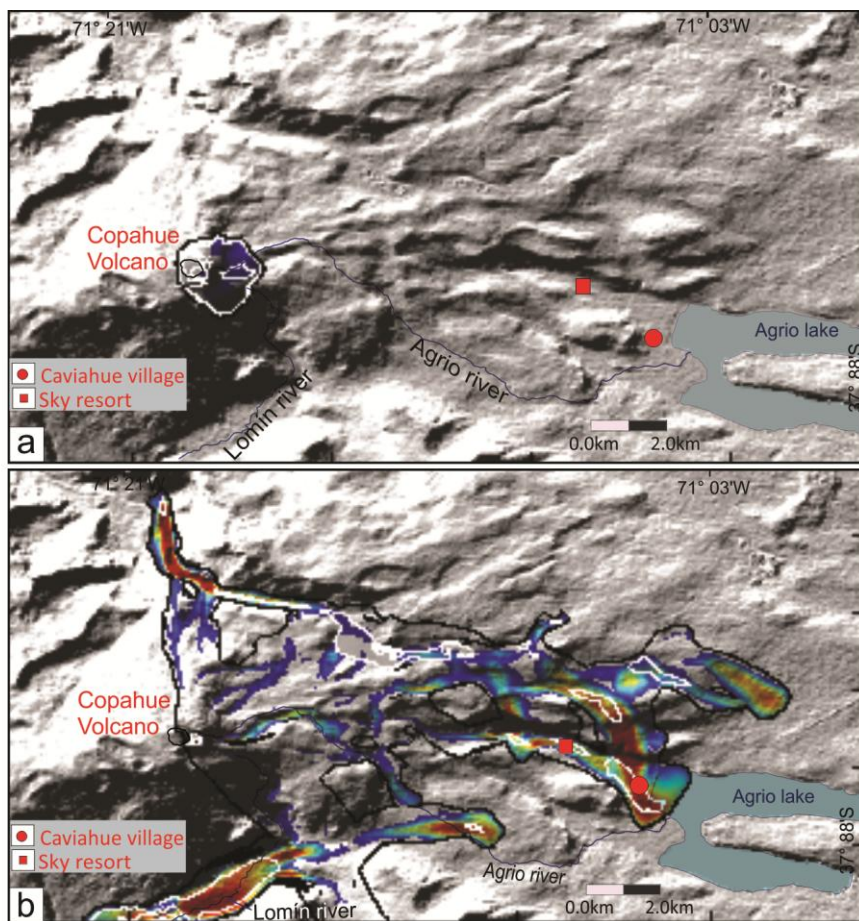 71° 21'W
71° 03'W
Copahue
Volcano
Agrio lake
Agrio river
Lomín river
37° 88'S
Caviahue village
Sky resort
0.0km
2.0km
a
71° 21'W
71° 03'W
Copahue
Volcano
Agrio lake
Agrio river
Lomín river
37° 88'S
Caviahue village
Sky resort
0.0km
2.0km
b